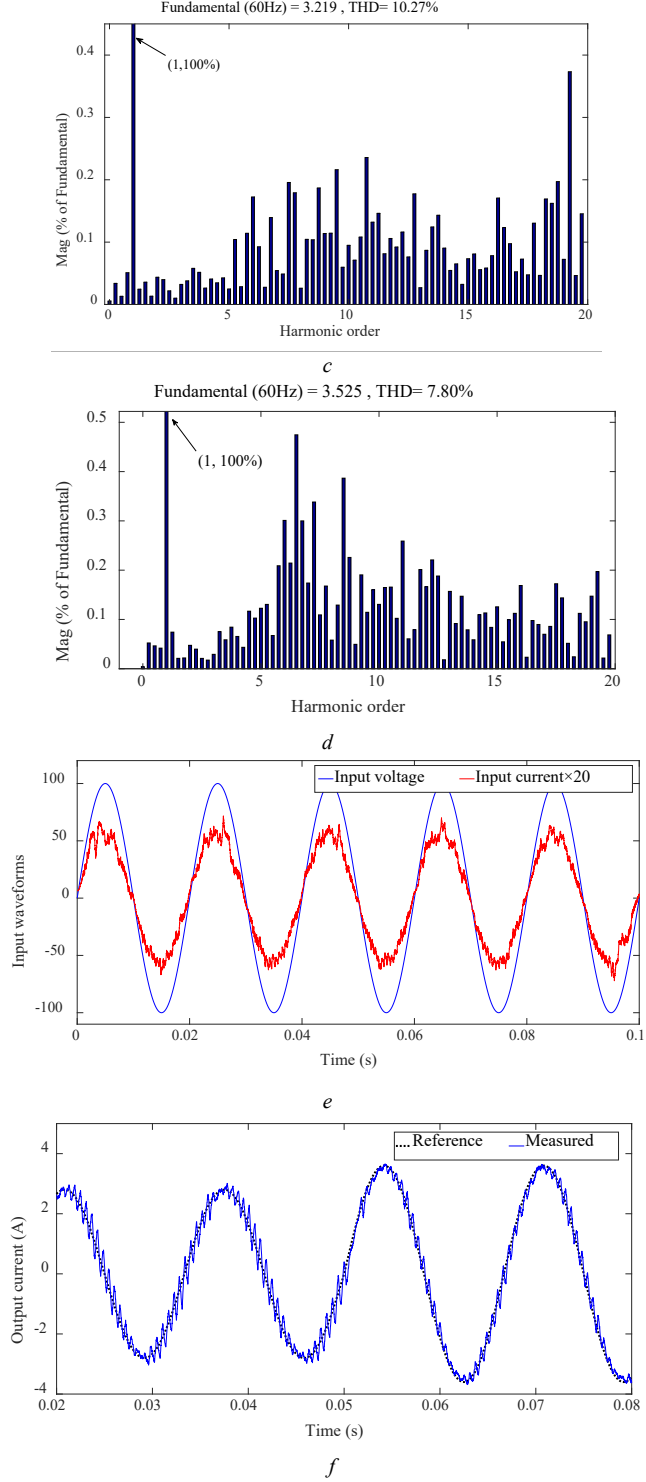 Fundamental (60Hz) = 3.219 , THD= 10.27%
0.4
(1,100%)
0.3
0.2
0.1
0
Mag (% of Fundamental)
0 5 10 15 20
Harmonic order
c
Fundamental (60Hz) = 3.525 , THD= 7.80%
0.5
(1, 100%)
0.4
0.3
0.2
0.1
0
Mag (% of Fundamental)
0 5 10 15 20
Harmonic order
d
Input voltage Input current×20
100
50
0
-50
-100
Input waveforms
0 0.02 0.04 0.06 0.08 0.1
Time (s)
e
Reference Measured
4
2
0
-2
-4
Output current (A)
0.02 0.03 0.04 0.05 0.06 0.07 0.08
Time (s)
f